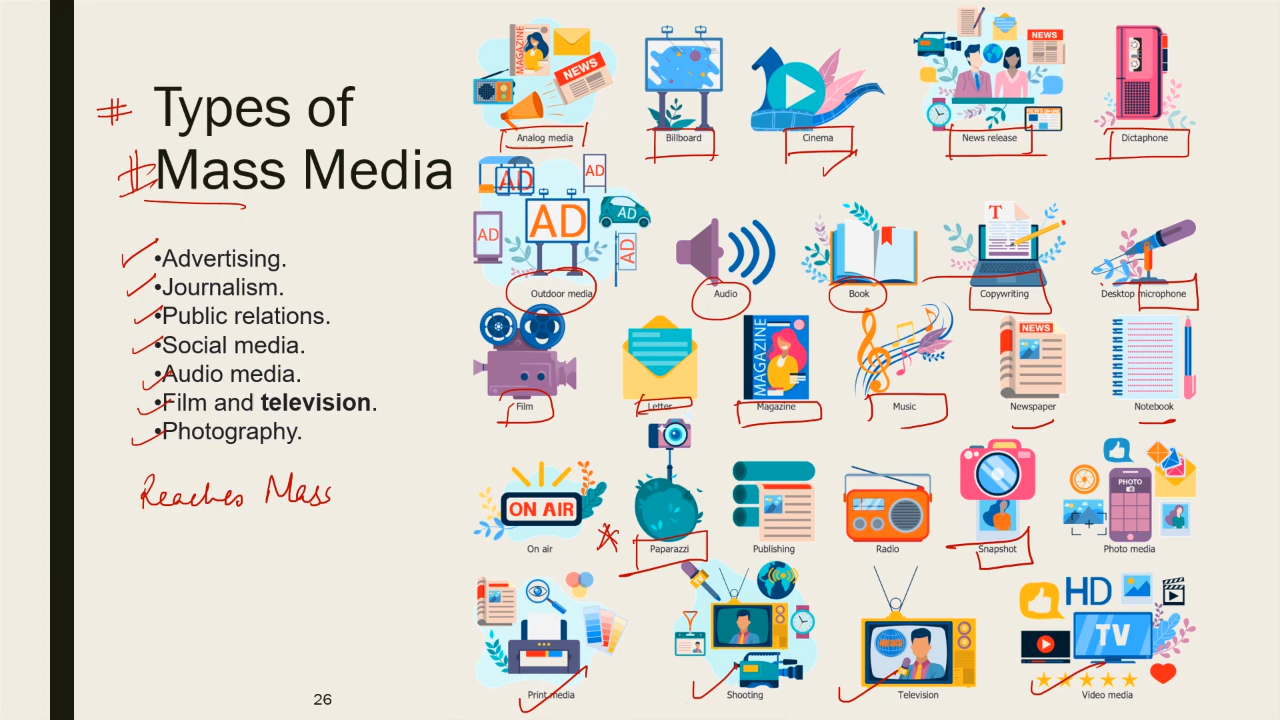 # Types of
# Mass Media
•Advertising.
•Journalism.
•Public relations.
•Social media.
•Audio media.
•Film and television.
•Photography.
Reaches Mass
26
MAGAZINE
NEWS
Analog media
Billboard
Cinema
NEWS
News release
Dictaphone
AD
AD
AD
AD
AD
AD
Outdoor media
Audio
Book
T
Copywriting
Desktop microphone
Film
Letter
MAGAZINE
Magazine
Music
NEWS
Newspaper
Notebook
ON AIR
On air
Paparazzi
Publishing
Radio
Snapshot
PHOTO
Photo media
Print media
Shooting
Television
HD
TV
Video media